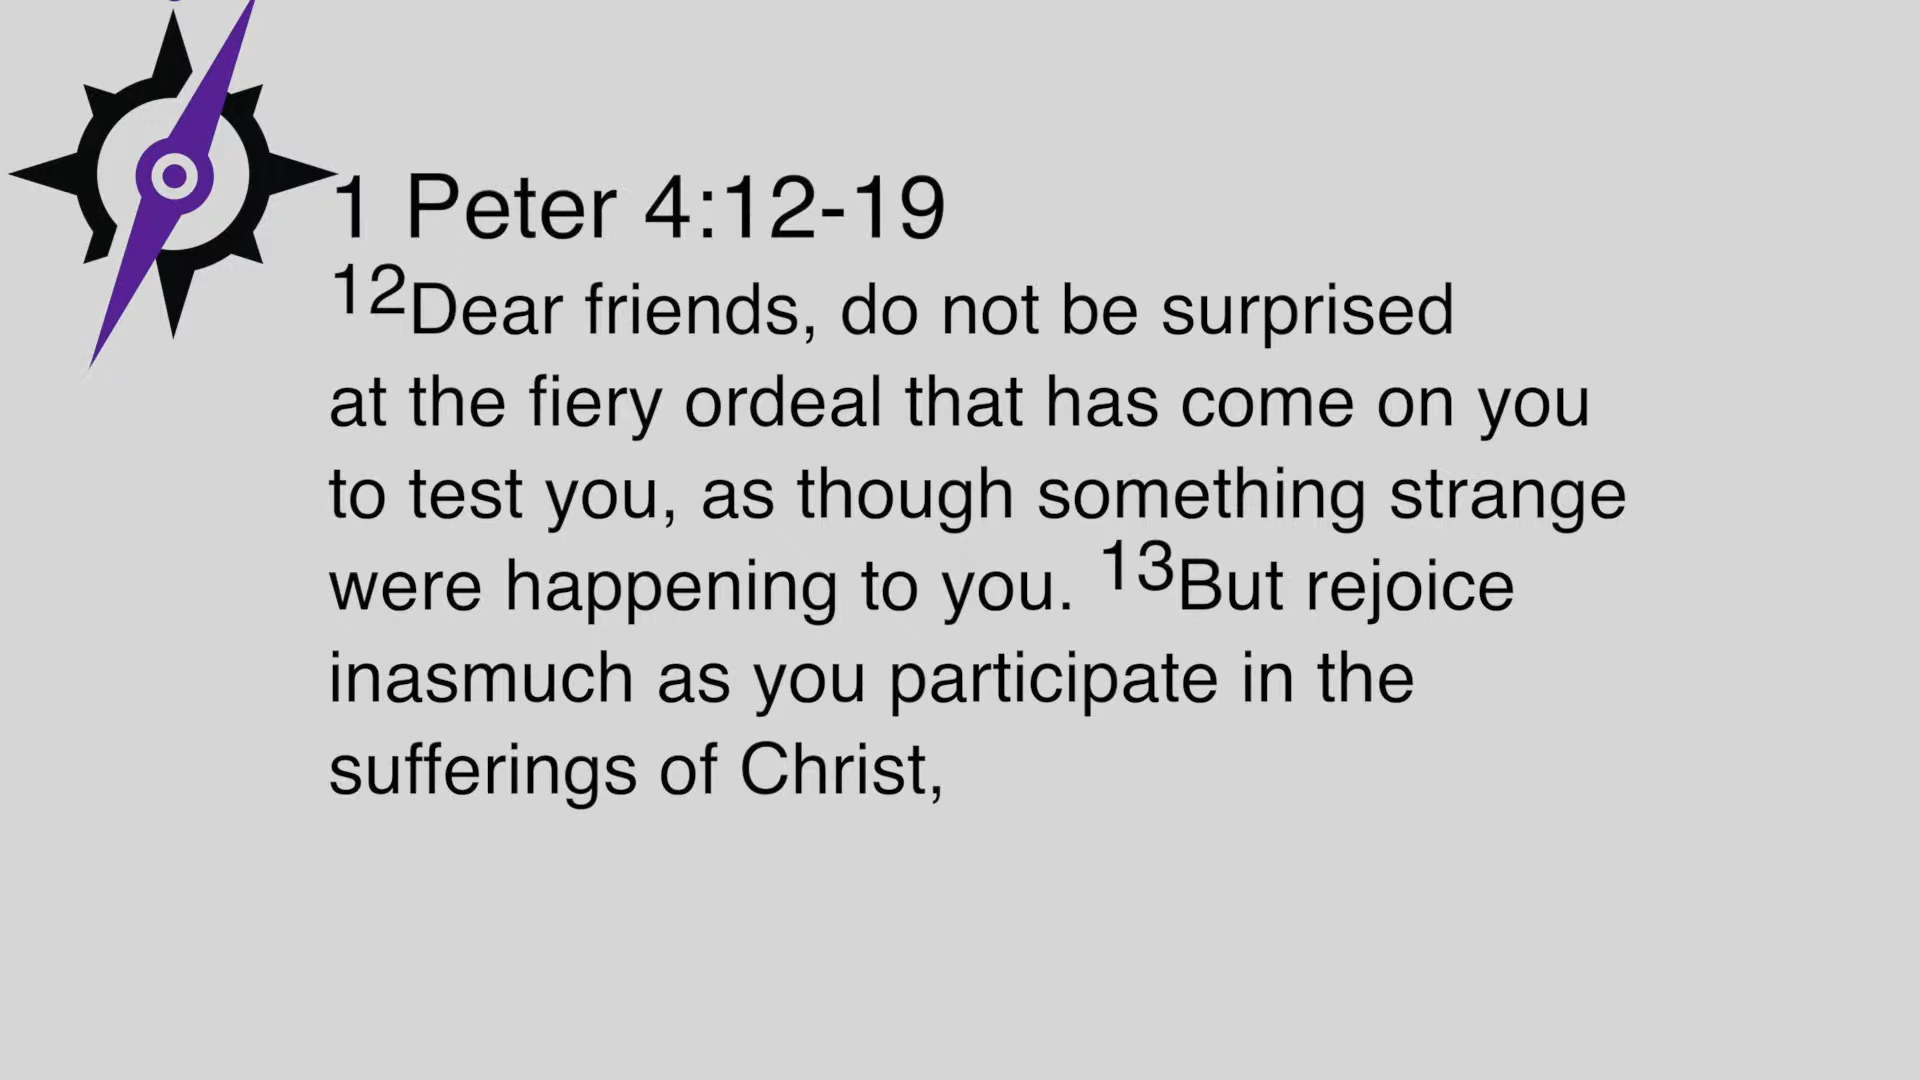 1 Peter 4:12-19
12Dear friends, do not be surprised
at the fiery ordeal that has come on you
to test you, as though something strange
were happening to you. 13But rejoice
inasmuch as you participate in the
sufferings of Christ,